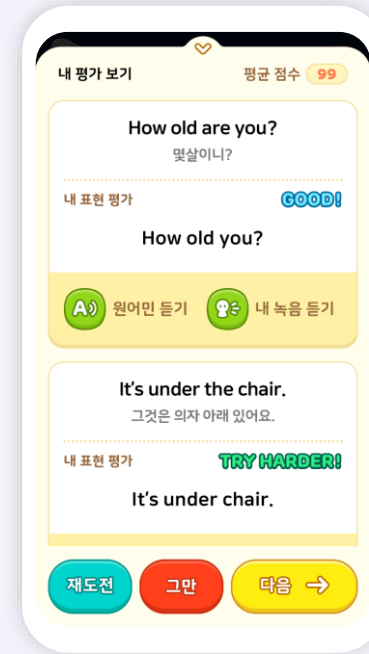 내 평가 보기
평균 점수 99
How old are you?
몇살이니?
내 표현 평가
GOOD!
How old you?
A
원어민 듣기
내 녹음 듣기
It's under the chair.
그것은 의자 아래 있어요.
내 표현 평가
TRY HARDER!
It's under chair.
재도전
그만
다음 →